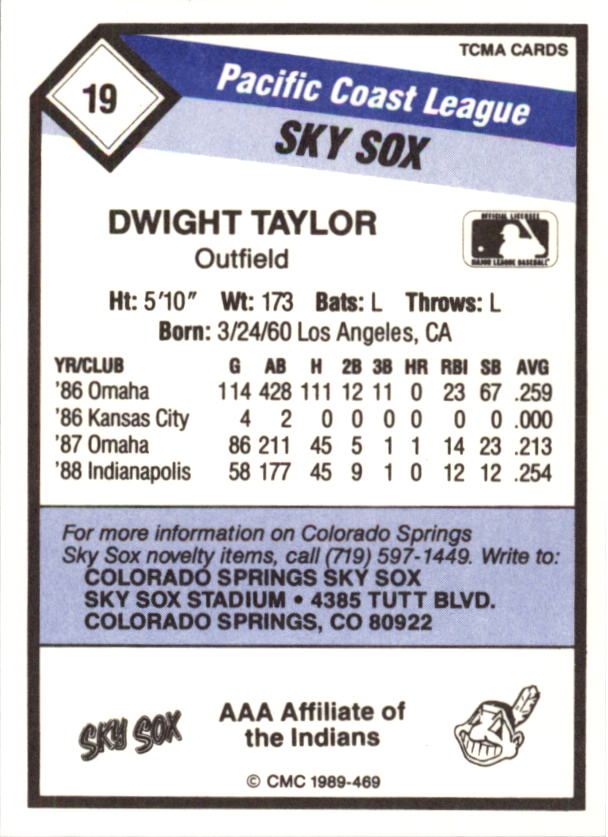 TCMA CARDS
19
Pacific Coast League
SKY SOX
DWIGHT TAYLOR
Outfield
OFFICIAL LICENSEE
MAJOR LEAGUE BASEBALL
Ht: 5'10" Wt: 173 Bats: L Throws: L
Born: 3/24/60 Los Angeles, CA
YR/CLUB G AB H 2B 3B HR RBI SB AVG
'86 Omaha 114 428 111 12 11 0 23 67 .259
'86 Kansas City 4 2 0 0 0 0 0 0 .000
'87 Omaha 86 211 45 5 1 1 14 23 .213
'88 Indianapolis 58 177 45 9 1 0 12 12 .254
For more information on Colorado Springs
Sky Sox novelty items, call (719) 597-1449. Write to:
COLORADO SPRINGS SKY SOX
SKY SOX STADIUM • 4385 TUTT BLVD.
COLORADO SPRINGS, CO 80922
SKY SOX
AAA Affiliate of
the Indians
© CMC 1989-469